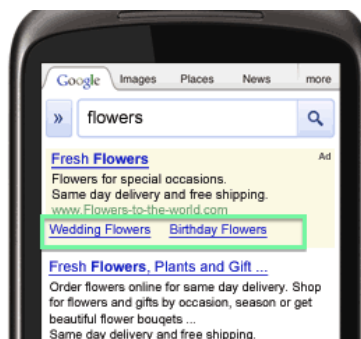 Google Images Places News more
» flowers
Fresh Flowers Ad
Flowers for special occasions.
Same day delivery and free shipping.
www.Flowers-to-the-world.com
Wedding Flowers Birthday Flowers
Fresh Flowers, Plants and Gift ...
Order flowers online for same day delivery. Shop
for flowers and gifts by occasion, season or get
beautiful flower bouqets ...
Same day delivery and free shipping.